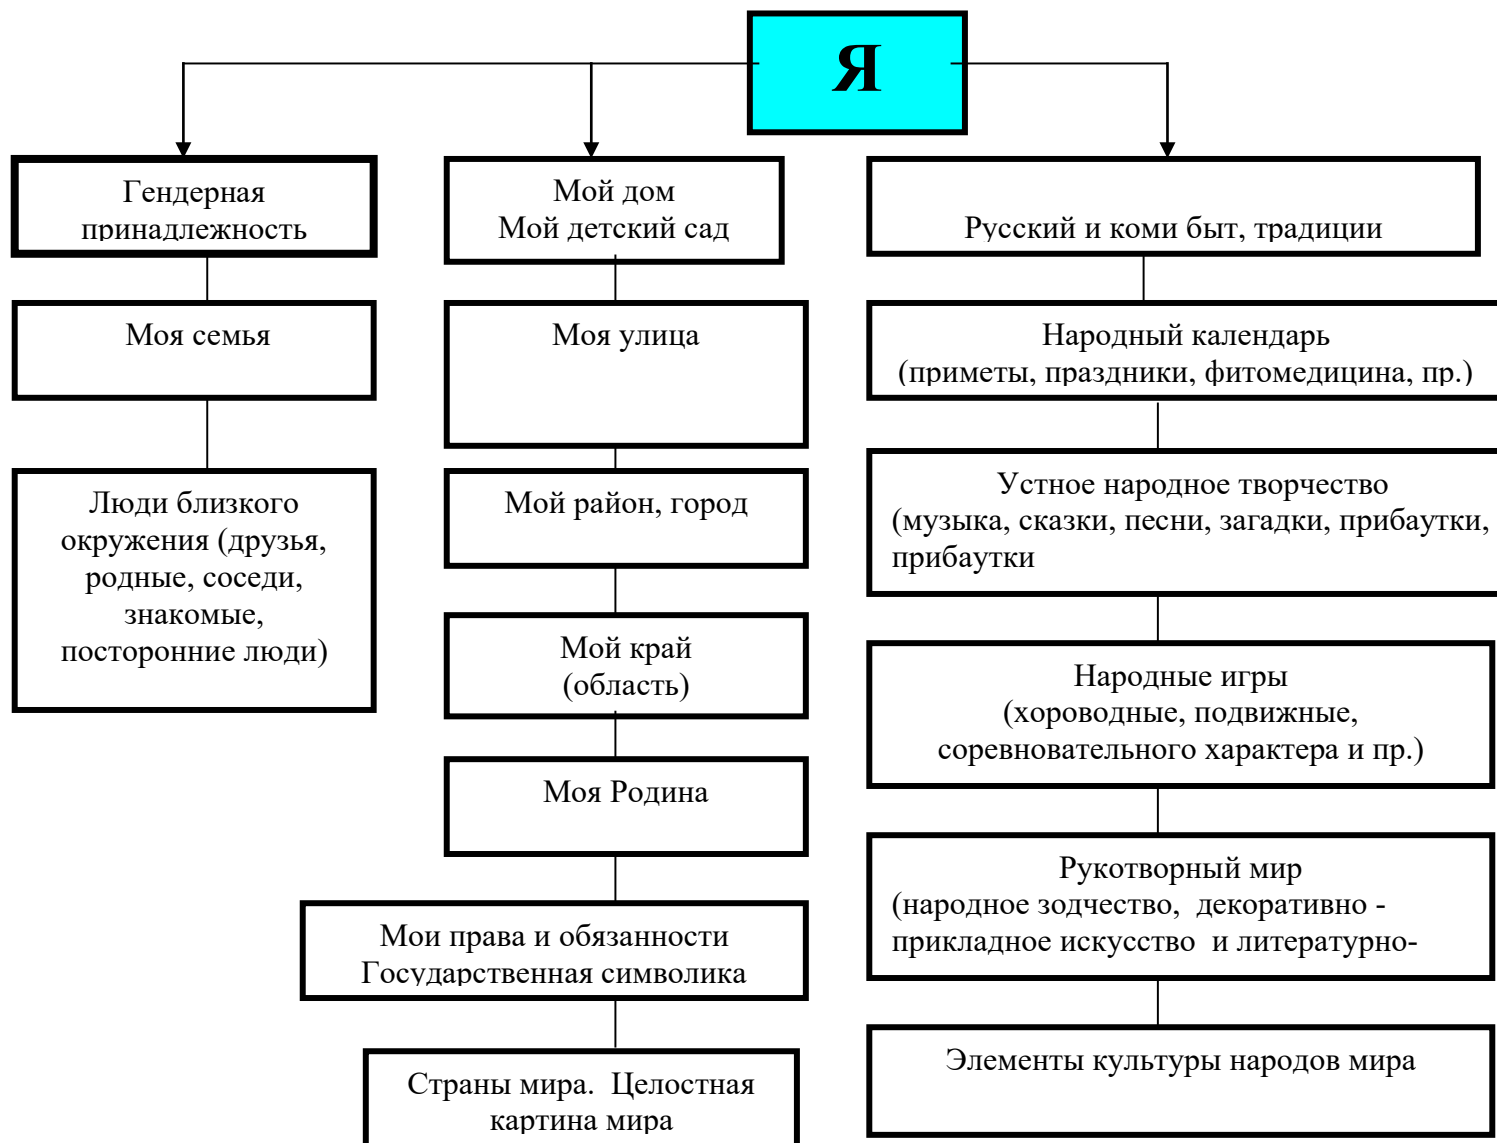 Я
Гендерная
принадлежность
Моя семья
Люди близкого
окружения (друзья,
родные, соседи,
знакомые,
посторонние люди)
Мой дом
Мой детский сад
Моя улица
Мой район, город
Мой край
(область)
Моя Родина
Мои права и обязанности
Государственная символика
Страны мира.  Целостная
картина мира
Русский и коми быт, традиции
Народный календарь
(приметы, праздники, фитомедицина, пр.)
Устное народное творчество
(музыка, сказки, песни, загадки, прибаутки,
прибаутки
Народные игры
(хороводные, подвижные,
соревновательного характера и пр.)
Рукотворный мир
(народное зодчество,  декоративно -
прикладное искусство  и литературно-
Элементы культуры народов мира